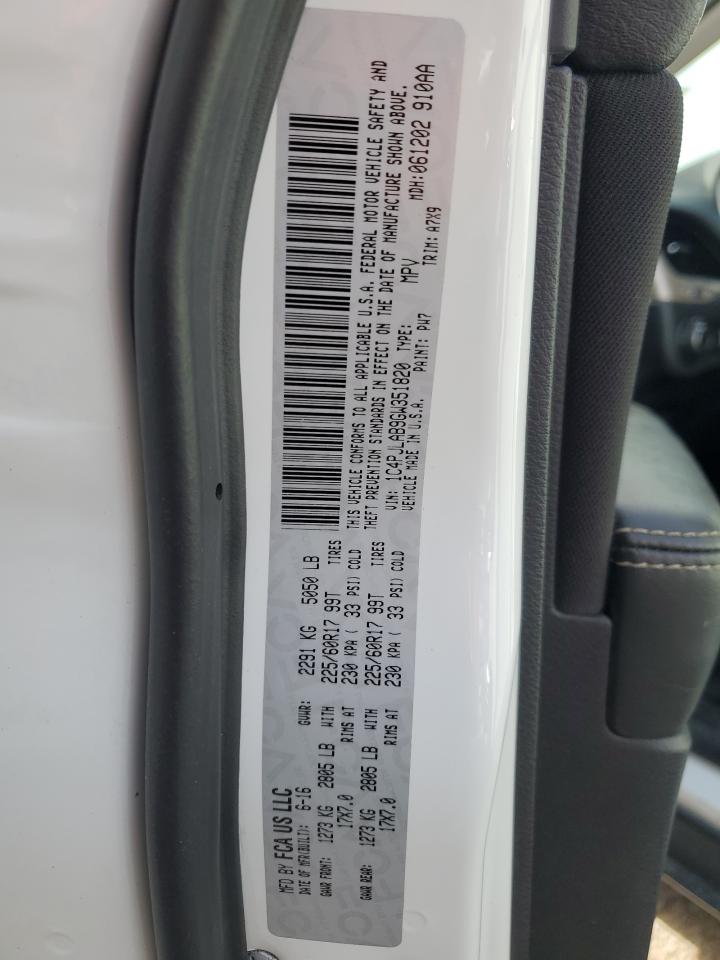 MFD BY FCA US LLC
DATE OF MFR(BUILT): 6-16 GVWR: 2291 KG 5050 LB
GAWR FRONT: 1273 KG 2805 LB WITH 225/60R17 99T TIRES
17X7.0 RIMS AT 230 KPA ( 33 PSI) COLD
GAWR REAR: 1273 KG 2805 LB WITH 225/60R17 99T TIRES
17X7.0 RIMS AT 230 KPA ( 33 PSI) COLD
THIS VEHICLE CONFORMS TO ALL APPLICABLE U.S.A. FEDERAL MOTOR VEHICLE SAFETY AND
THEFT PREVENTION STANDARDS IN EFFECT ON THE DATE OF MANUFACTURE SHOWN ABOVE.
VIN: 1C4PJLAB9GW351820 TYPE: MPV MDH:061202 910AA
VEHICLE MADE IN U.S.A. PAINT: PW7 TRIM: A7X9